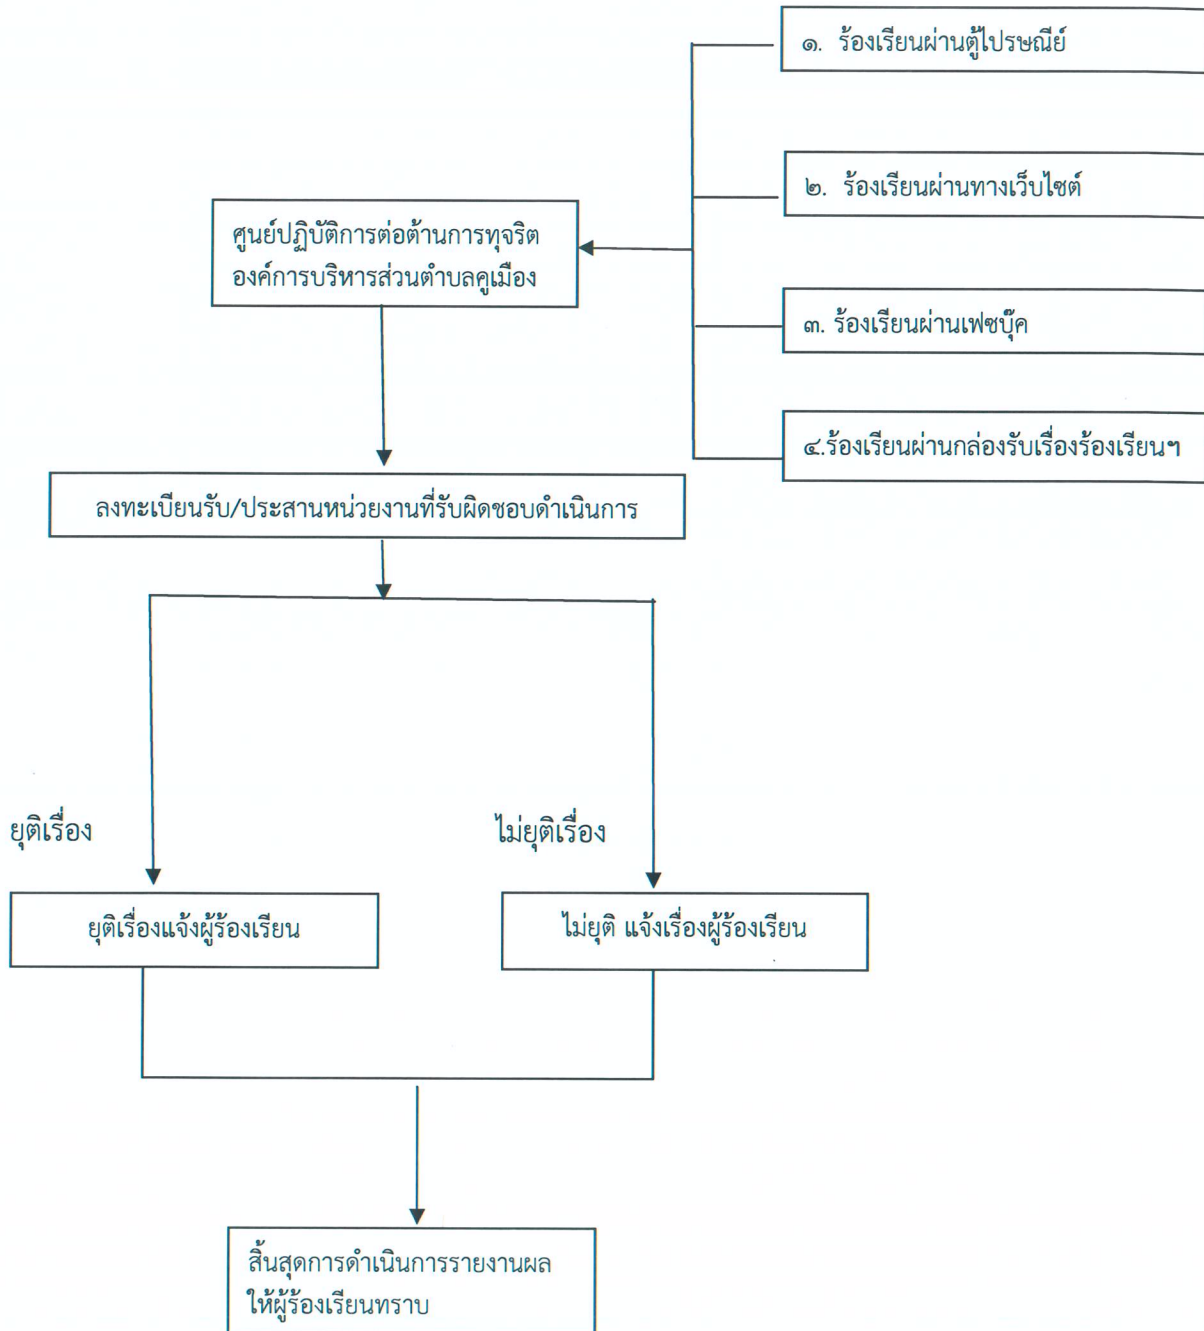 ๑. ร้องเรียนผ่านตู้ไปรษณีย์
๒. ร้องเรียนผ่านทางเว็บไซต์
ศูนย์ปฏิบัติการต่อต้านการทุจริต
องค์การบริหารส่วนตำบลคูเมือง
๓. ร้องเรียนผ่านเฟซบุ๊ค
๔.ร้องเรียนผ่านกล่องรับเรื่องร้องเรียนฯ
ลงทะเบียนรับ/ประสานหน่วยงานที่รับผิดชอบดำเนินการ
ยุติเรื่อง
ไม่ยุติเรื่อง
ยุติเรื่องแจ้งผู้ร้องเรียน
ไม่ยุติ แจ้งเรื่องผู้ร้องเรียน
สิ้นสุดการดำเนินการรายงานผล
ให้ผู้ร้องเรียนทราบ